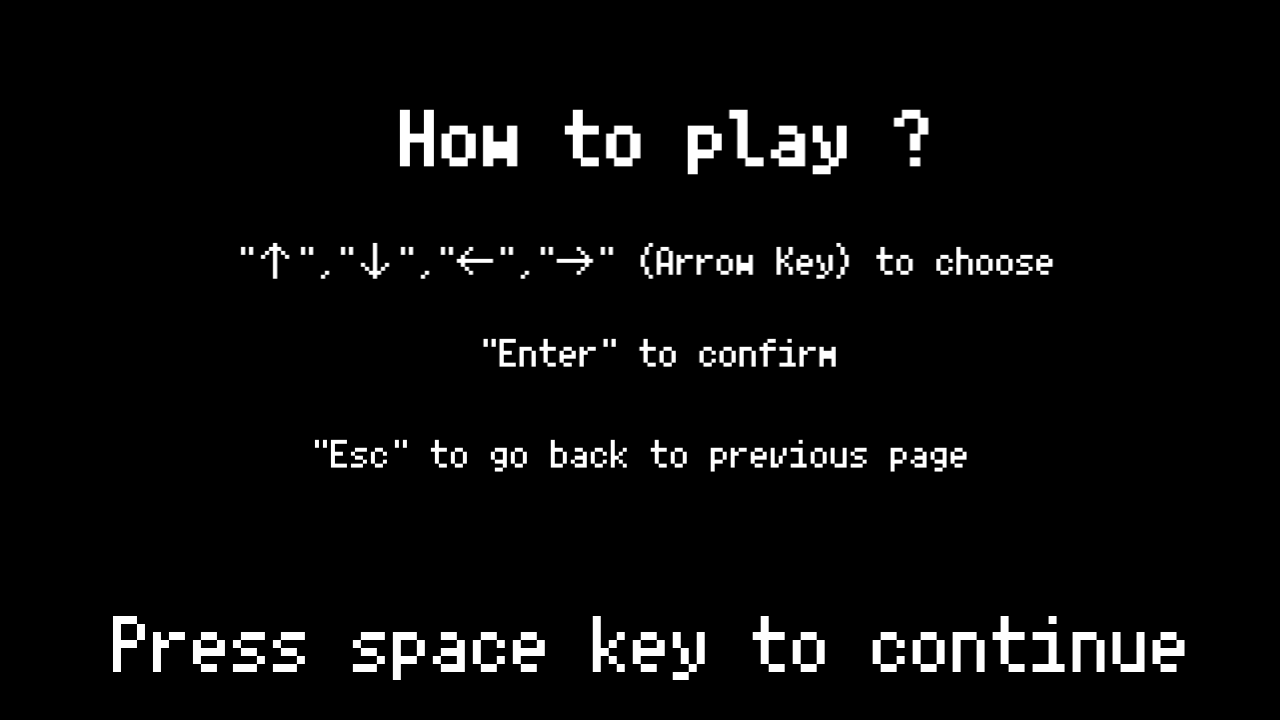 How to play ?
"↑","↓","←","→" (Arrow Key) to choose
"Enter" to confirm
"Esc" to go back to previous page
Press space key to continue